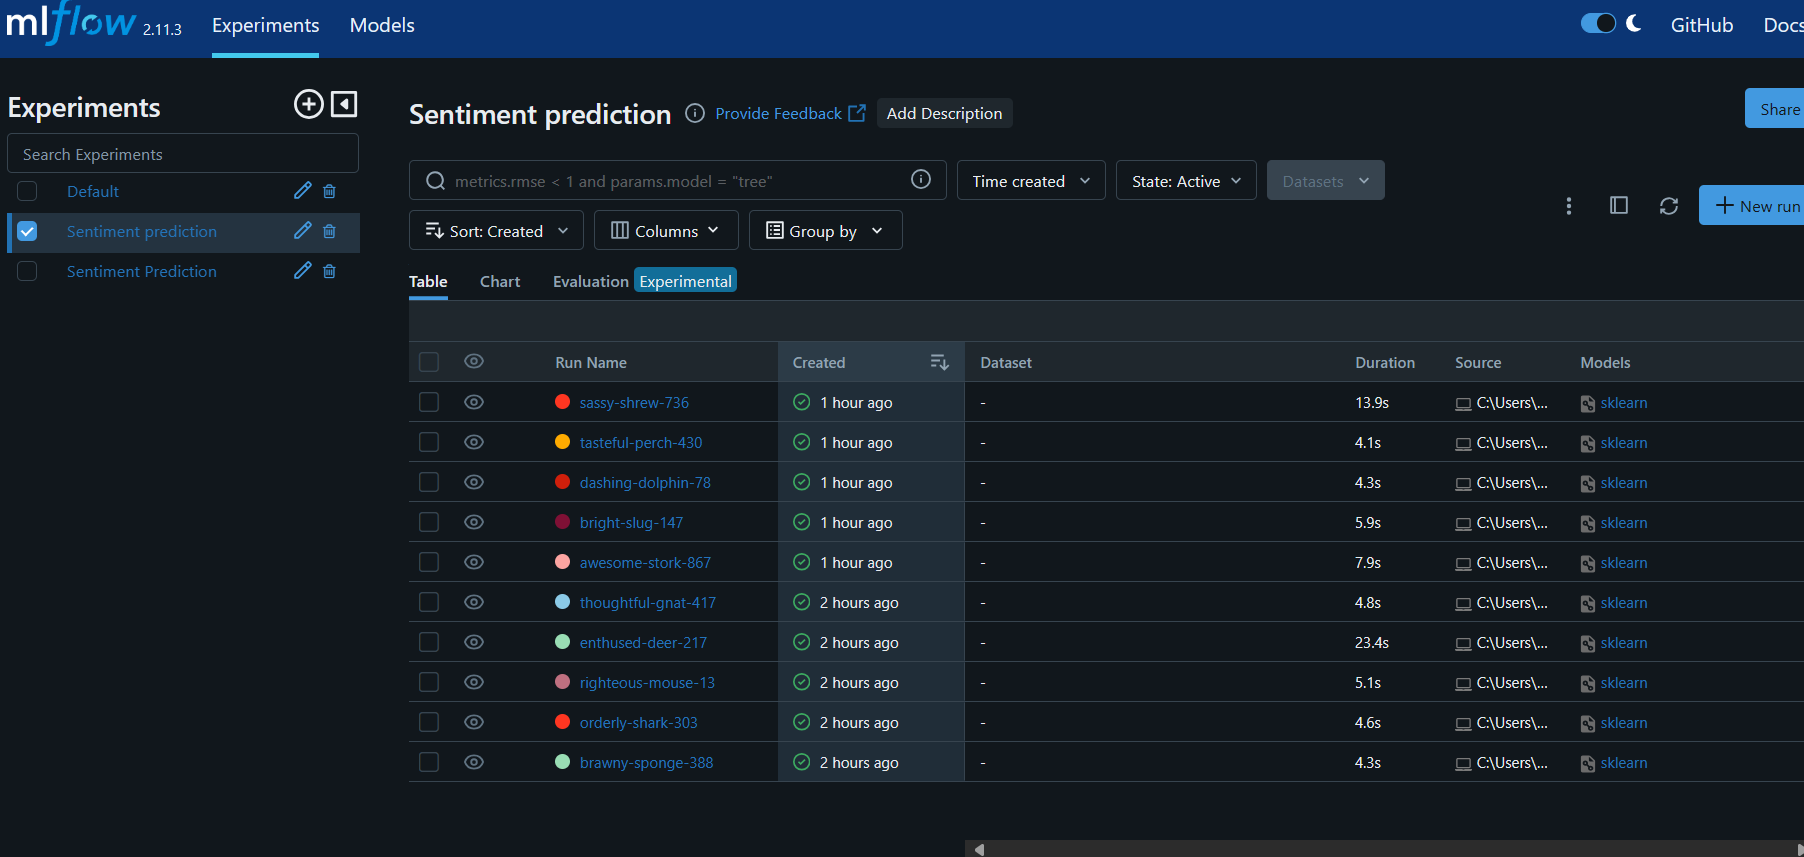 mlflow 2.11.3 Experiments Models GitHub Docs
Experiments
Search Experiments
Default
Sentiment prediction
Sentiment Prediction
Sentiment prediction Provide Feedback Add Description Share
metrics.rmse < 1 and params.model = "tree" Time created State: Active Datasets
New run
Sort: Created Columns Group by
Table Chart Evaluation Experimental
Run Name Created Dataset Duration Source Models
sassy-shrew-736 1 hour ago - 13.9s C:\Users\... sklearn
tasteful-perch-430 1 hour ago - 4.1s C:\Users\... sklearn
dashing-dolphin-78 1 hour ago - 4.3s C:\Users\... sklearn
bright-slug-147 1 hour ago - 5.9s C:\Users\... sklearn
awesome-stork-867 1 hour ago - 7.9s C:\Users\... sklearn
thoughtful-gnat-417 2 hours ago - 4.8s C:\Users\... sklearn
enthused-deer-217 2 hours ago - 23.4s C:\Users\... sklearn
righteous-mouse-13 2 hours ago - 5.1s C:\Users\... sklearn
orderly-shark-303 2 hours ago - 4.6s C:\Users\... sklearn
brawny-sponge-388 2 hours ago - 4.3s C:\Users\... sklearn